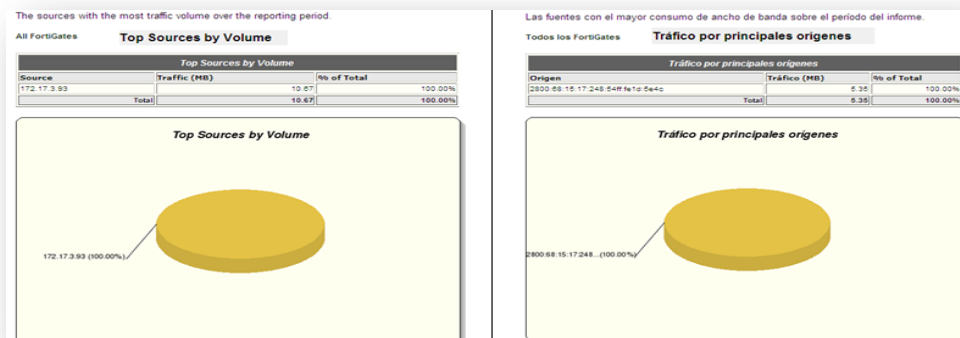 The sources with the most traffic volume over the reporting period.
All FortiGates
Top Sources by Volume
Top Sources by Volume
Source Traffic (MB) % of Total
172.17.3.93 10.67 100.00%
Total 10.67 100.00%
Top Sources by Volume
172.17.3.93 (100.00%)
Las fuentes con el mayor consumo de ancho de banda sobre el período del informe.
Todos los FortiGates
Tráfico por principales orígenes
Tráfico por principales orígenes
Origen Tráfico (MB) % of Total
2800:68:15:17:248:54ff:fe1d:5e4c 5.35 100.00%
Total 5.35 100.00%
Tráfico por principales orígenes
2800:68:15:17:248...(100.00%)